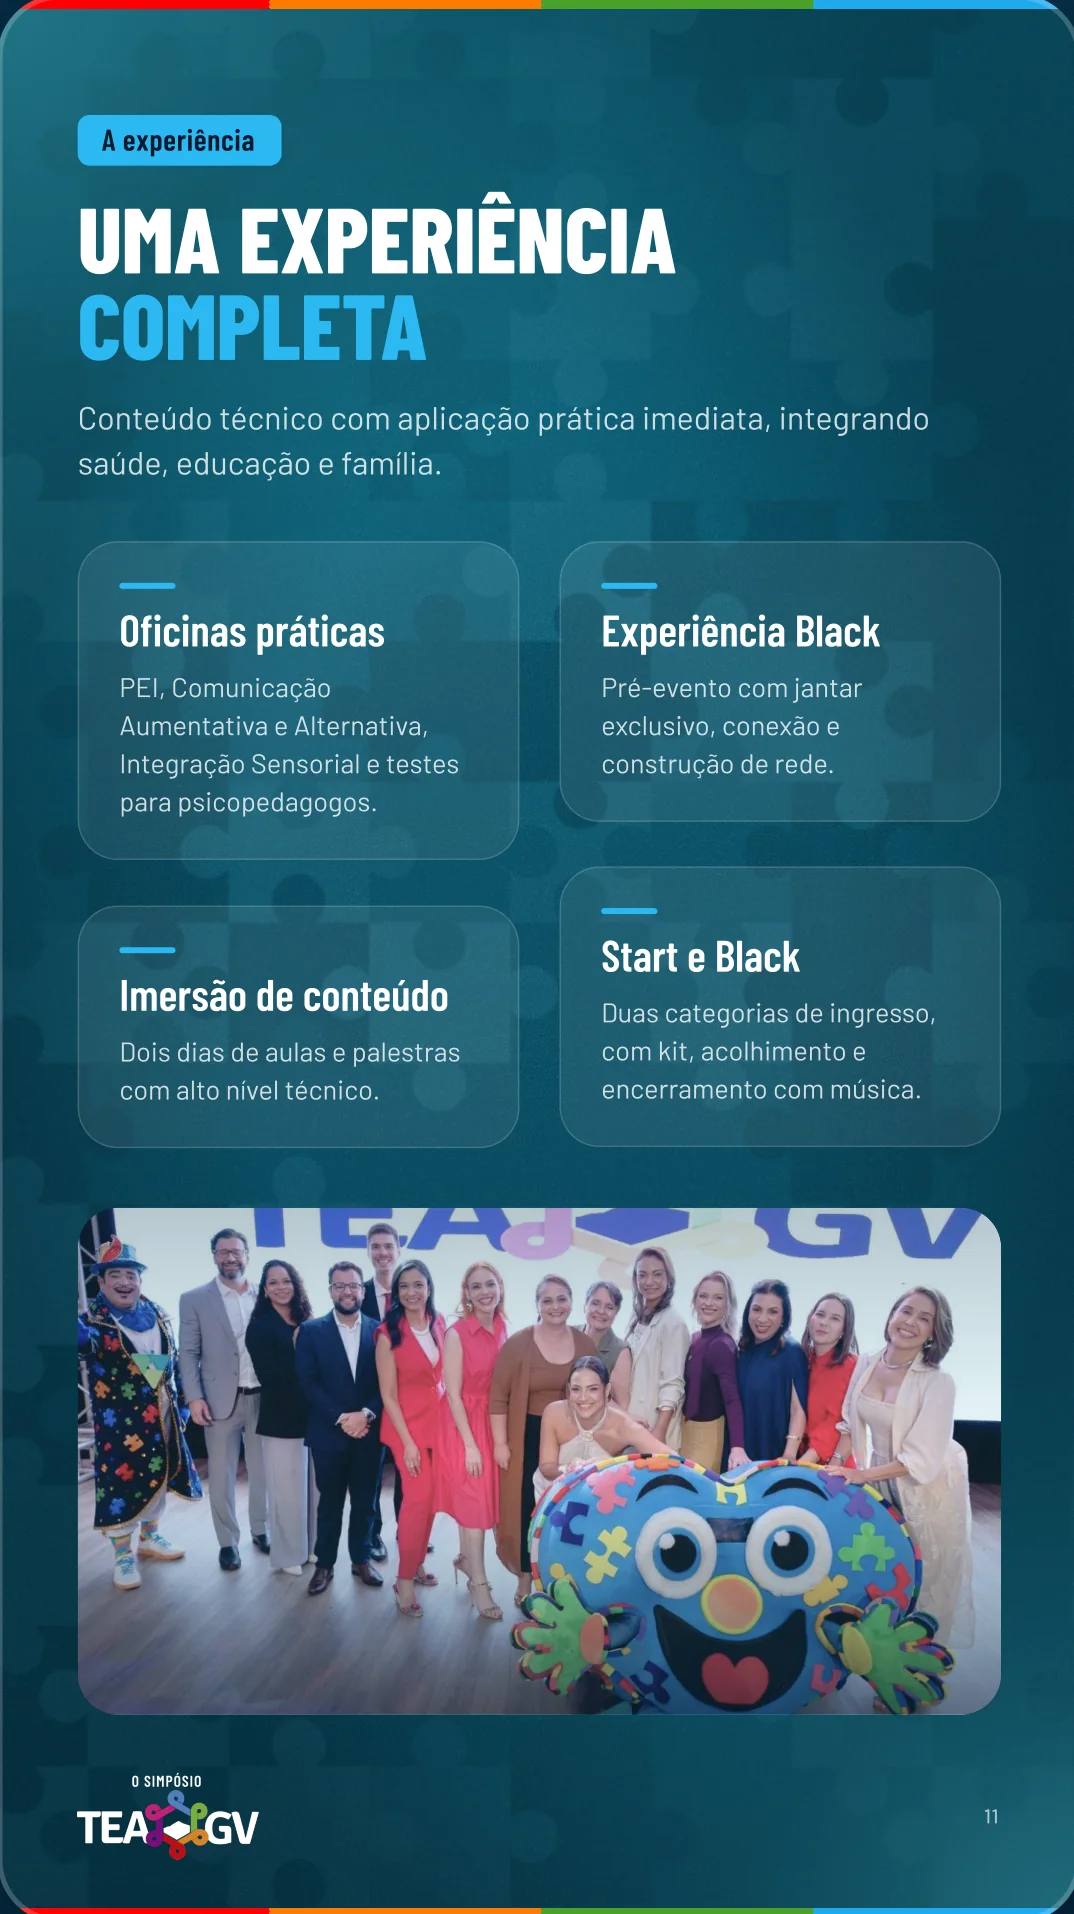 A experiência
UMA EXPERIÊNCIA
COMPLETA
Conteúdo técnico com aplicação prática imediata, integrando
saúde, educação e família.
Oficinas práticas
PEI, Comunicação
Aumentativa e Alternativa,
Integração Sensorial e testes
para psicopedagogos.
Experiência Black
Pré-evento com jantar
exclusivo, conexão e
construção de rede.
Imersão de conteúdo
Dois dias de aulas e palestras
com alto nível técnico.
Start e Black
Duas categorias de ingresso,
com kit, acolhimento e
encerramento com música.
TEA GV
O SIMPÓSIO
TEA GV
11